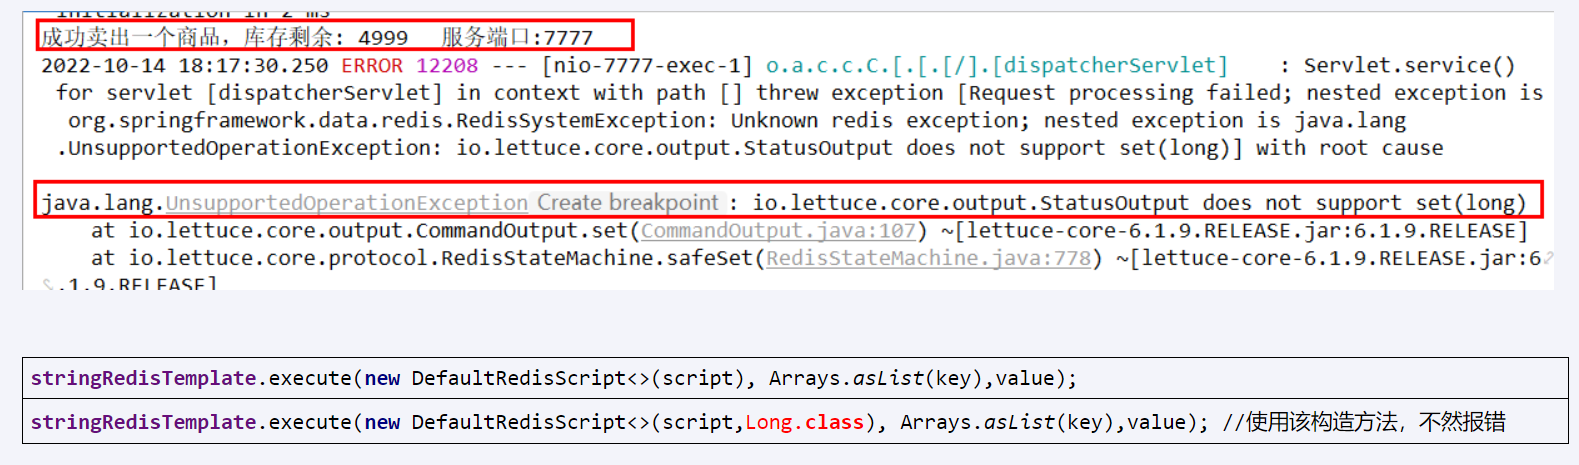 initialization in 2 ms
成功卖出一个商品，库存剩余: 4999 服务端口:7777
2022-10-14 18:17:30.250 ERROR 12208 --- [nio-7777-exec-1] o.a.c.c.C.[.[.[/].[dispatcherServlet] : Servlet.service()
for servlet [dispatcherServlet] in context with path [] threw exception [Request processing failed; nested exception is
org.springframework.data.redis.RedisSystemException: Unknown redis exception; nested exception is java.lang
.UnsupportedOperationException: io.lettuce.core.output.StatusOutput does not support set(long)] with root cause
java.lang.UnsupportedOperationException Create breakpoint : io.lettuce.core.output.StatusOutput does not support set(long)
at io.lettuce.core.output.CommandOutput.set(CommandOutput.java:107) ~[lettuce-core-6.1.9.RELEASE.jar:6.1.9.RELEASE]
at io.lettuce.core.protocol.RedisStateMachine.safeSet(RedisStateMachine.java:778) ~[lettuce-core-6.1.9.RELEASE.jar:6
.1.9.RELEASE]
stringRedisTemplate.execute(new DefaultRedisScript<>(script), Arrays.asList(key),value);
stringRedisTemplate.execute(new DefaultRedisScript<>(script,Long.class), Arrays.asList(key),value); //使用该构造方法，不然报错